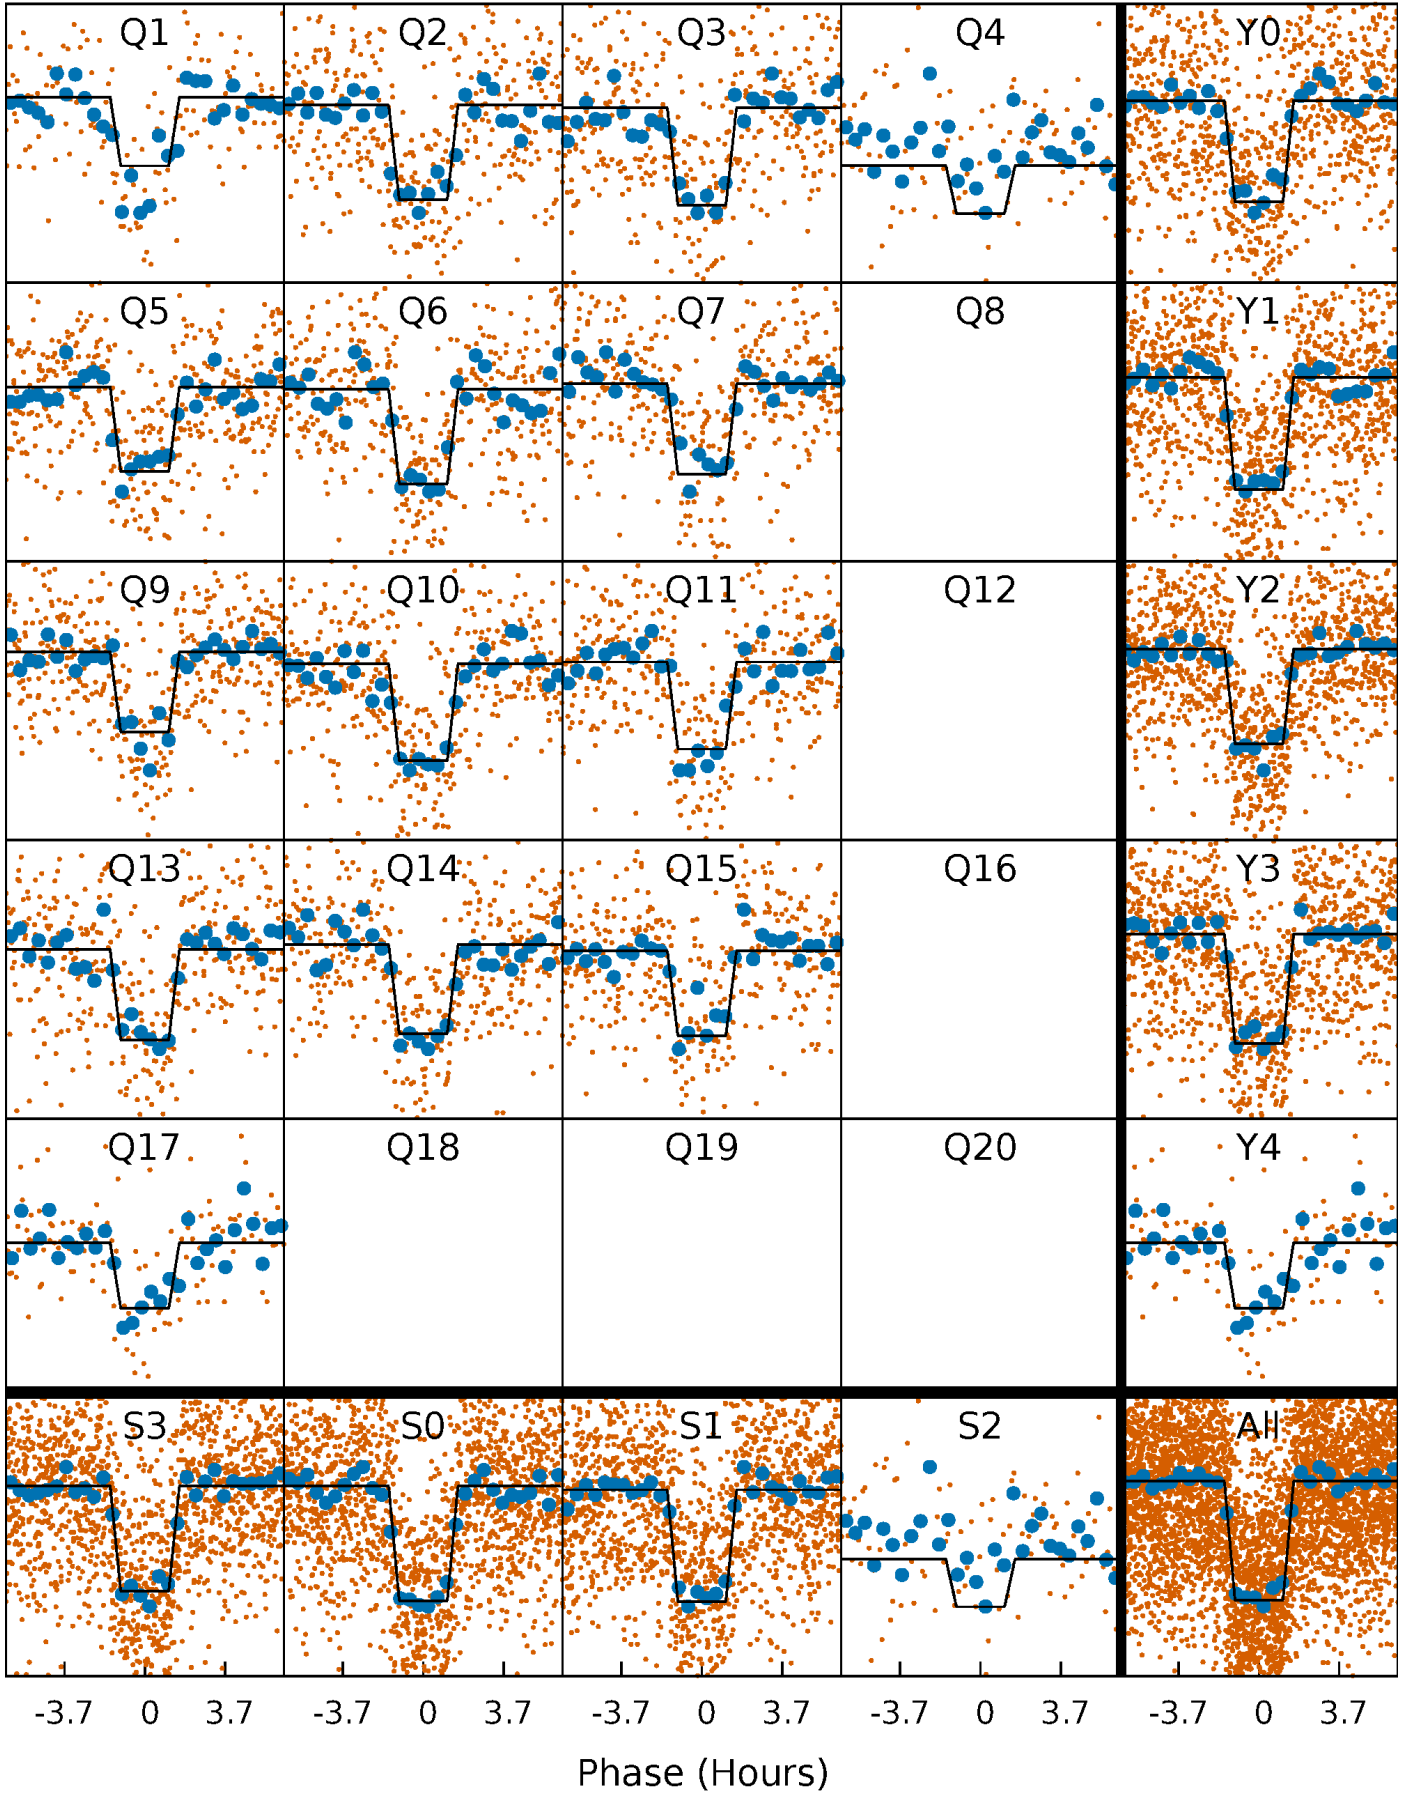 Q1 Q2 Q3 Q4 Y0
Q5 Q6 Q7 Q8 Y1
Q9 Q10 Q11 Q12 Y2
Q13 Q14 Q15 Q16 Y3
Q17 Q18 Q19 Q20 Y4
S3 S0 S1 S2 All
-3.7 0 3.7 -3.7 0 3.7 -3.7 0 3.7 -3.7 0 3.7 -3.7 0 3.7
Phase (Hours)